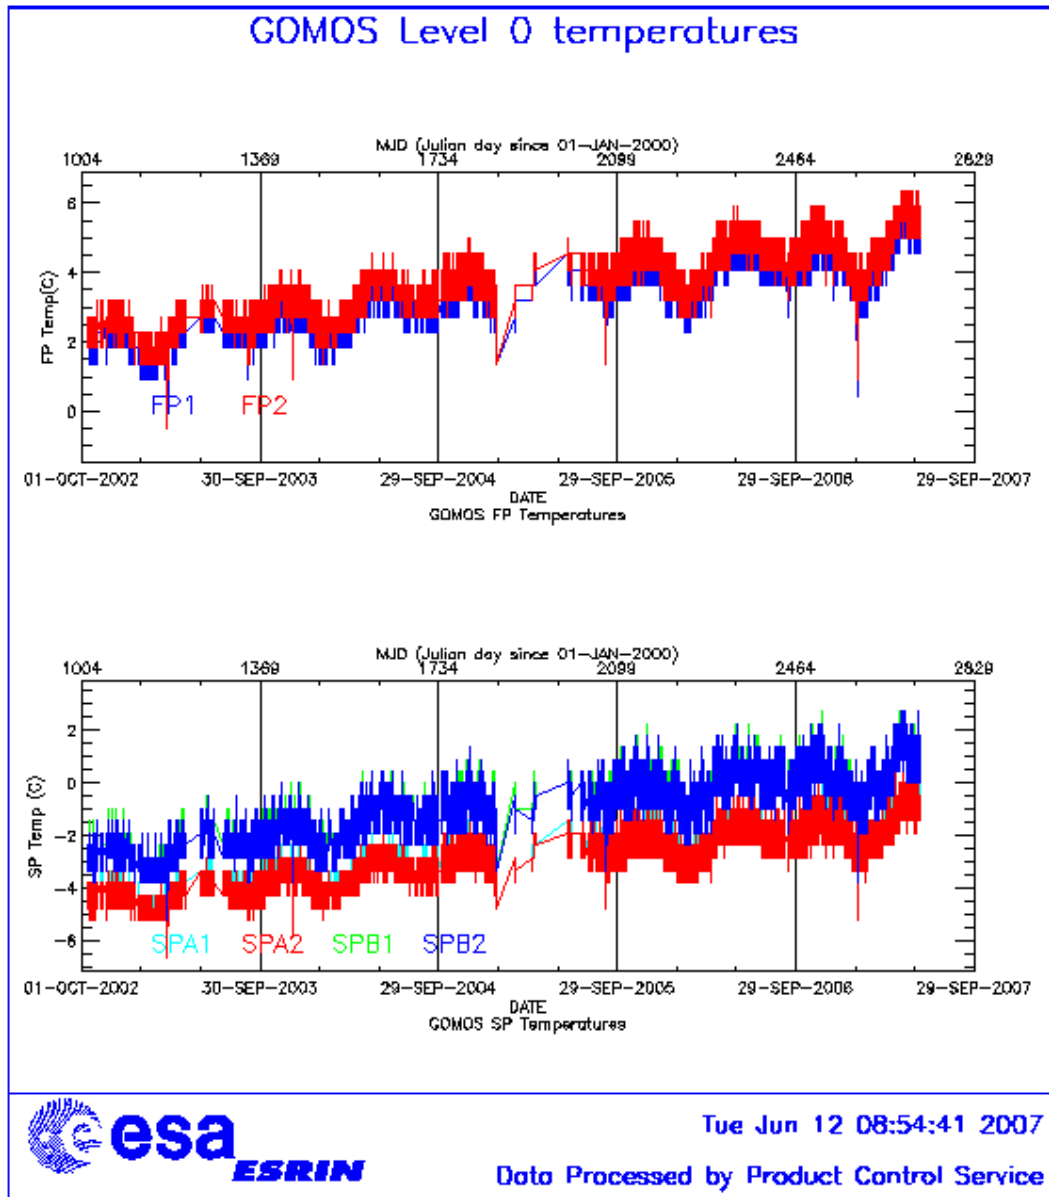 GOMOS Level 0 temperatures
MJD (Julian day since 01-JAN-2000)
1004 1369 1734 2099 2464 2829
6
4
2
0
FP Temp(C)
FP1 FP2
01-OCT-2002 30-SEP-2003 29-SEP-2004 29-SEP-2005 29-SEP-2006 29-SEP-2007
DATE
GOMOS FP Temperatures
MJD (Julian day since 01-JAN-2000)
1004 1369 1734 2099 2464 2829
2
0
-2
-4
-6
SP Temp (C)
SPA1 SPA2 SPB1 SPB2
01-OCT-2002 30-SEP-2003 29-SEP-2004 29-SEP-2005 29-SEP-2006 29-SEP-2007
DATE
GOMOS SP Temperatures
esa
ESRIN
Tue Jun 12 08:54:41 2007
Data Processed by Product Control Service